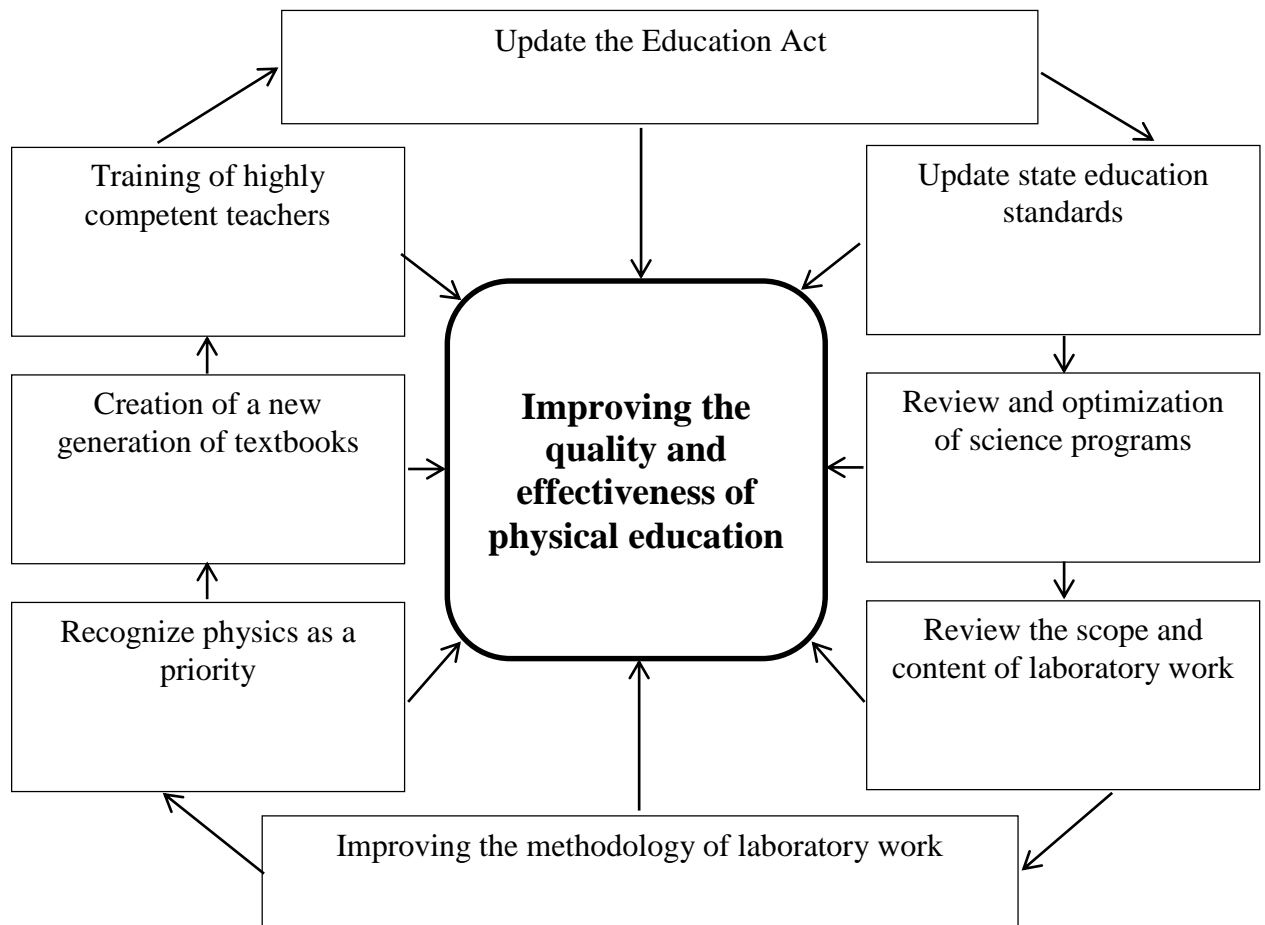 Update the Education Act
Training of highly
competent teachers
Update state education
standards
Creation of a new
generation of textbooks
Improving the
quality and
effectiveness of
physical education
Review and optimization
of science programs
Recognize physics as a
priority
Review the scope and
content of laboratory work
Improving the methodology of laboratory work